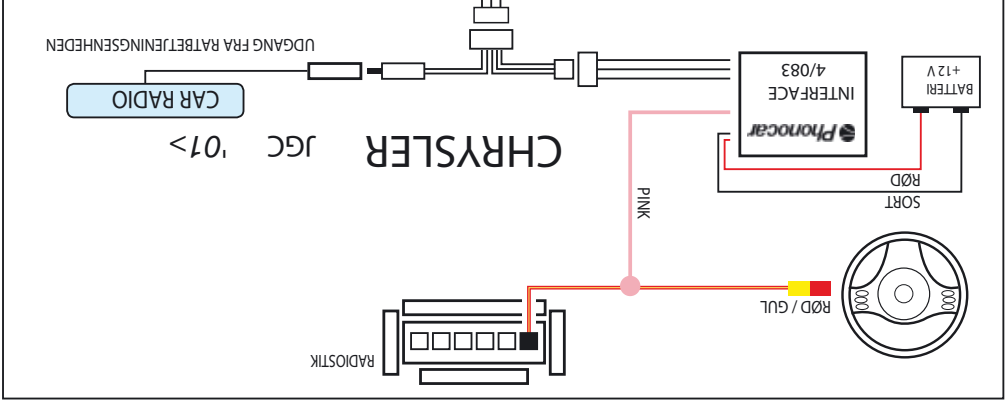 RADIOSTIK
RØD / GUL
SORT
RØD
PINK
Phonocar
INTERFACE
4/083
BATTERI
+12 V
CHRYSLER JGC '01>
CAR RADIO
UDGANG FRA RATBETJENINGSENHEDEN